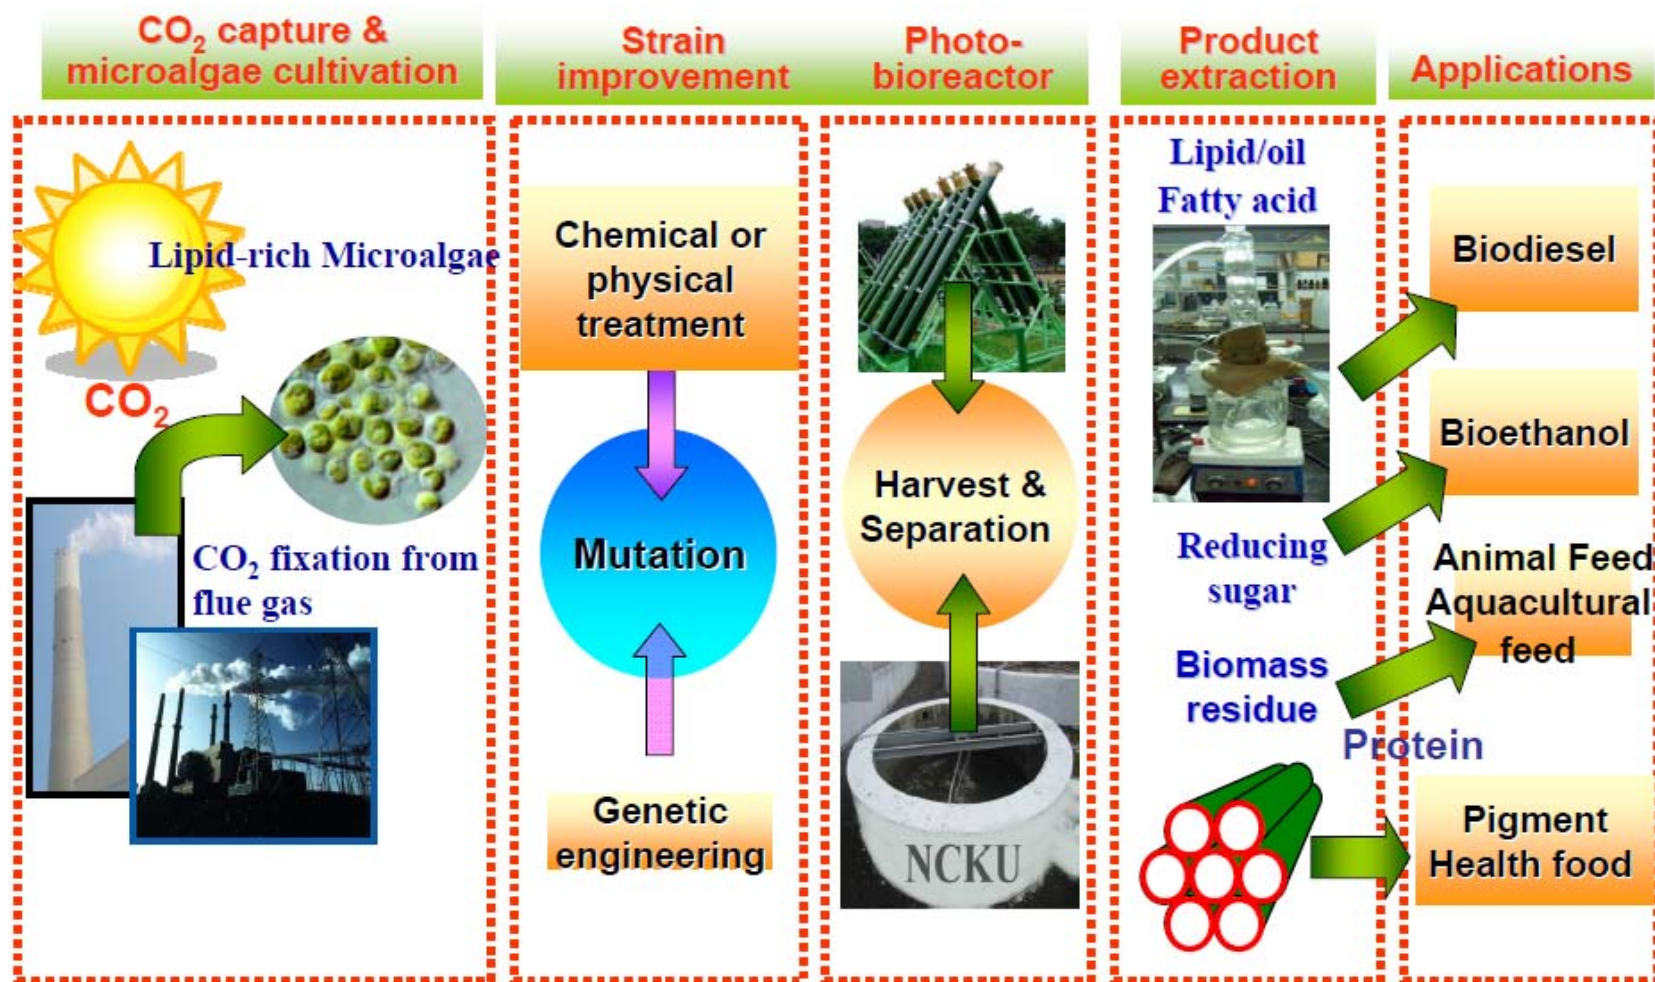 CO₂ capture &
microalgae cultivation
Strain
improvement
Photo-
bioreactor
Product
extraction
Applications
Lipid-rich Microalgae
CO₂
CO₂ fixation from
flue gas
Chemical or
physical
treatment
Mutation
Genetic
engineering
Harvest &
Separation
NCKU
Lipid/oil
Fatty acid
Reducing
sugar
Biomass
residue
Protein
Biodiesel
Bioethanol
Animal Feed
Aquacultural
feed
Pigment
Health food